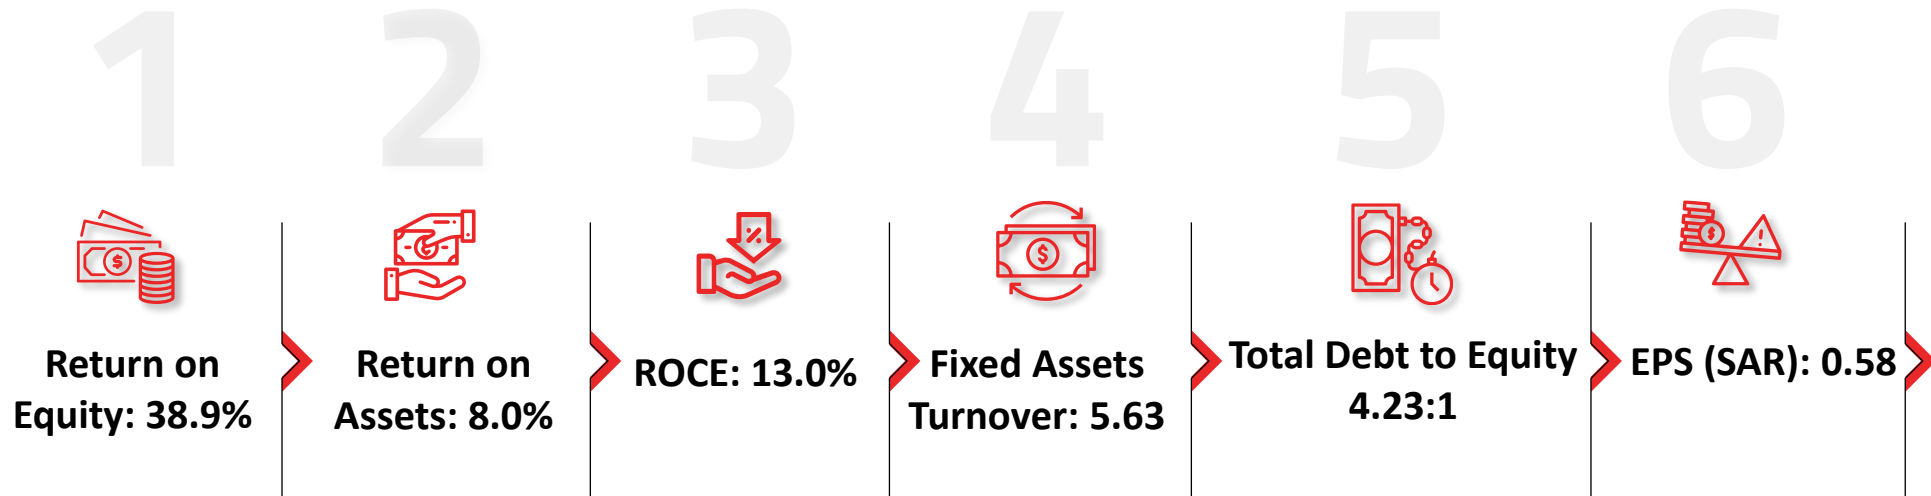 1
2
3
4
5
6
Return on
Equity: 38.9%
Return on
Assets: 8.0%
ROCE: 13.0%
Fixed Assets
Turnover: 5.63
Total Debt to Equity
4.23:1
EPS (SAR): 0.58